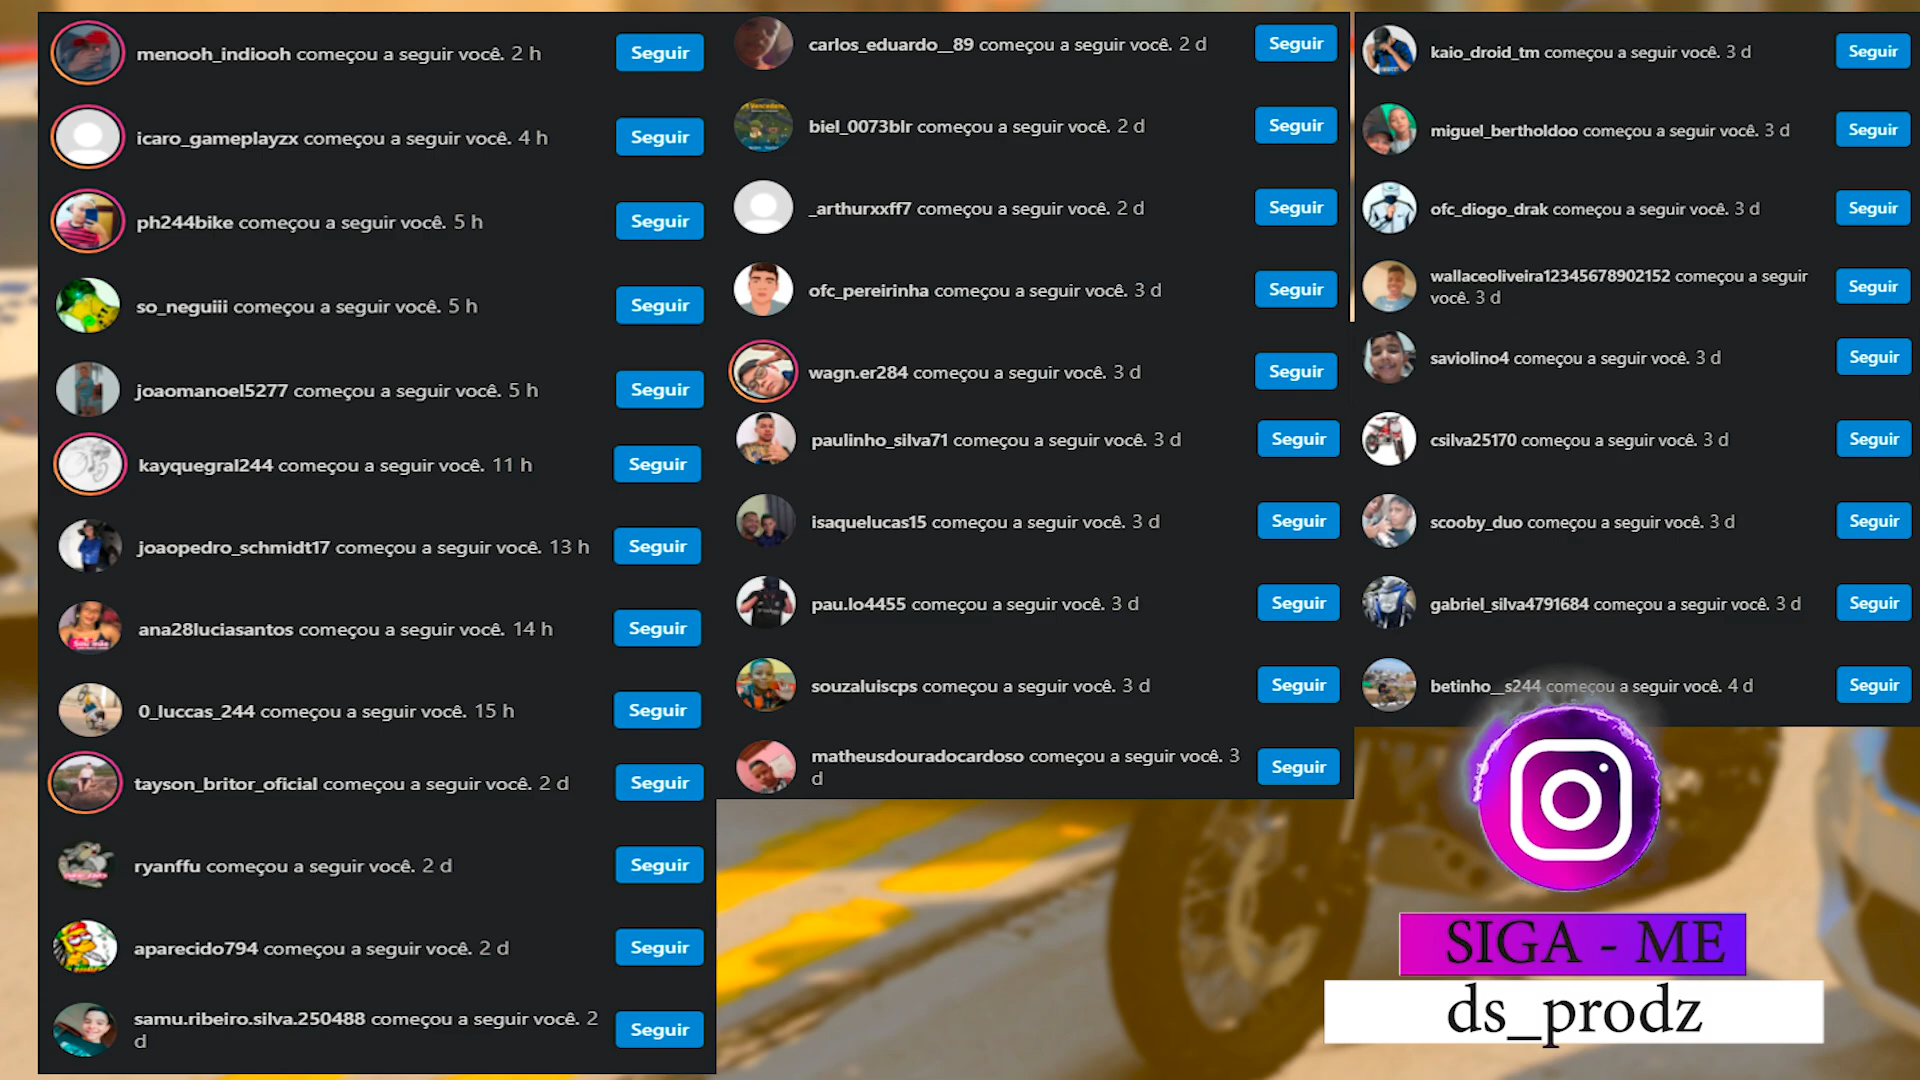 menooh_indiooh começou a seguir você. 2 h
Seguir
icaro_gameplayzx começou a seguir você. 4 h
Seguir
ph244bike começou a seguir você. 5 h
Seguir
so_neguiii começou a seguir você. 5 h
Seguir
joaomanoel5277 começou a seguir você. 5 h
Seguir
kayquegral244 começou a seguir você. 11 h
Seguir
joaopedro_schmidt17 começou a seguir você. 13 h
Seguir
ana28luciasantos começou a seguir você. 14 h
Seguir
0_luccas_244 começou a seguir você. 15 h
Seguir
tayson_britor_oficial começou a seguir você. 2 d
Seguir
ryanffu começou a seguir você. 2 d
Seguir
aparecido794 começou a seguir você. 2 d
Seguir
samu.ribeiro.silva.250488 começou a seguir você. 2
d
Seguir
carlos_eduardo__89 começou a seguir você. 2 d
Seguir
biel_0073blr começou a seguir você. 2 d
Seguir
_arthurxxff7 começou a seguir você. 2 d
Seguir
ofc_pereirinha começou a seguir você. 3 d
Seguir
wagn.er284 começou a seguir você. 3 d
Seguir
paulinho_silva71 começou a seguir você. 3 d
Seguir
isaquelucas15 começou a seguir você. 3 d
Seguir
pau.lo4455 começou a seguir você. 3 d
Seguir
souzaluiscps começou a seguir você. 3 d
Seguir
matheusdouradocardoso começou a seguir você. 3
d
Seguir
kaio_droid_tm começou a seguir você. 3 d
Seguir
miguel_bertholdoo começou a seguir você. 3 d
Seguir
ofc_diogo_drak começou a seguir você. 3 d
Seguir
wallaceoliveira12345678902152 começou a seguir
você. 3 d
Seguir
saviolino4 começou a seguir você. 3 d
Seguir
csilva25170 começou a seguir você. 3 d
Seguir
scooby_duo começou a seguir você. 3 d
Seguir
gabriel_silva4791684 começou a seguir você. 3 d
Seguir
betinho__s244 começou a seguir você. 4 d
Seguir
SIGA - ME
ds_prodz